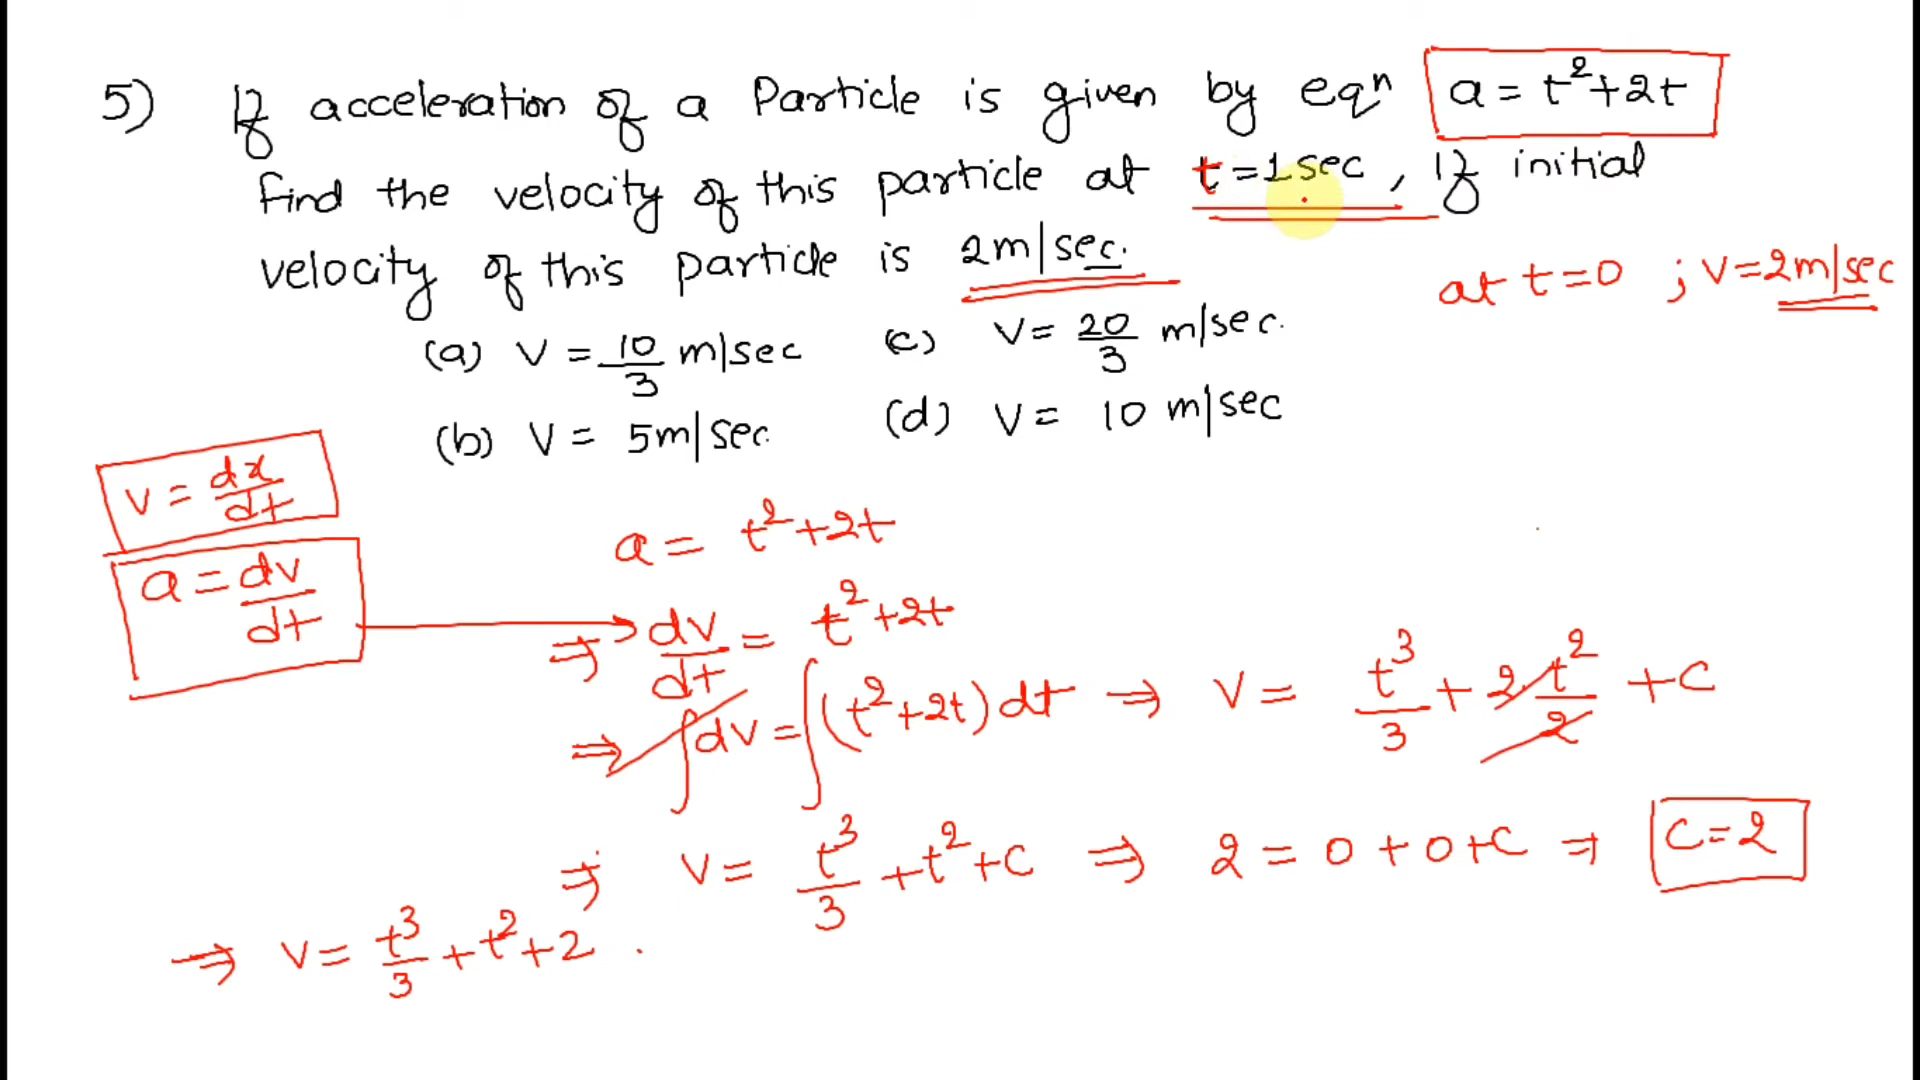 5) If acceleration of a Particle is given by eqn a = t²+2t
find the velocity of this particle at t=1sec, If initial
velocity of this particle is 2m|sec.
at t=0 ; v=2m|sec
(a) V = 10/3 m|sec (c) V= 20/3 m|sec.
(b) V = 5m|sec. (d) V= 10 m|sec
v = dx/dt
a = dv/dt
a = t²+2t
⇒ dv/dt = t²+2t
⇒ ∫dv = ∫(t²+2t) dt ⇒ V = t³/3 + 2 t²/2 + C
⇒ V = t³/3 + t² + C ⇒ 2 = 0 + 0 + C ⇒ C=2
⇒ V = t³/3 + t² + 2 .